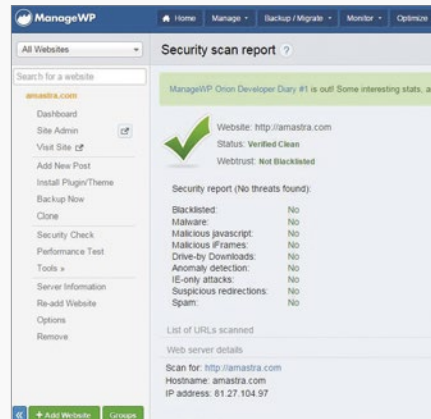 ManageWP
Home Manage Backup / Migrate Monitor Optimize
All Websites
Security scan report ?
Search for a website
amastra.com
ManageWP Orion Developer Diary #1 is out! Some interesting stats, a
Dashboard
Site Admin
Visit Site
Add New Post
Install Plugin/Theme
Backup Now
Clone
Security Check
Performance Test
Tools »
Server Information
Re-add Website
Options
Remove
Website: http://amastra.com
Status: Verified Clean
Webtrust: Not Blacklisted
Security report (No threats found):
Blacklisted: No
Malware: No
Malicious javascript: No
Malicious iFrames: No
Drive-by Downloads: No
Anomaly detection: No
IE-only attacks: No
Suspicious redirections: No
Spam: No
List of URLs scanned
Web server details
Scan for: http://amastra.com
Hostname: amastra.com
IP address: 81.27.104.97
« + Add Website Groups